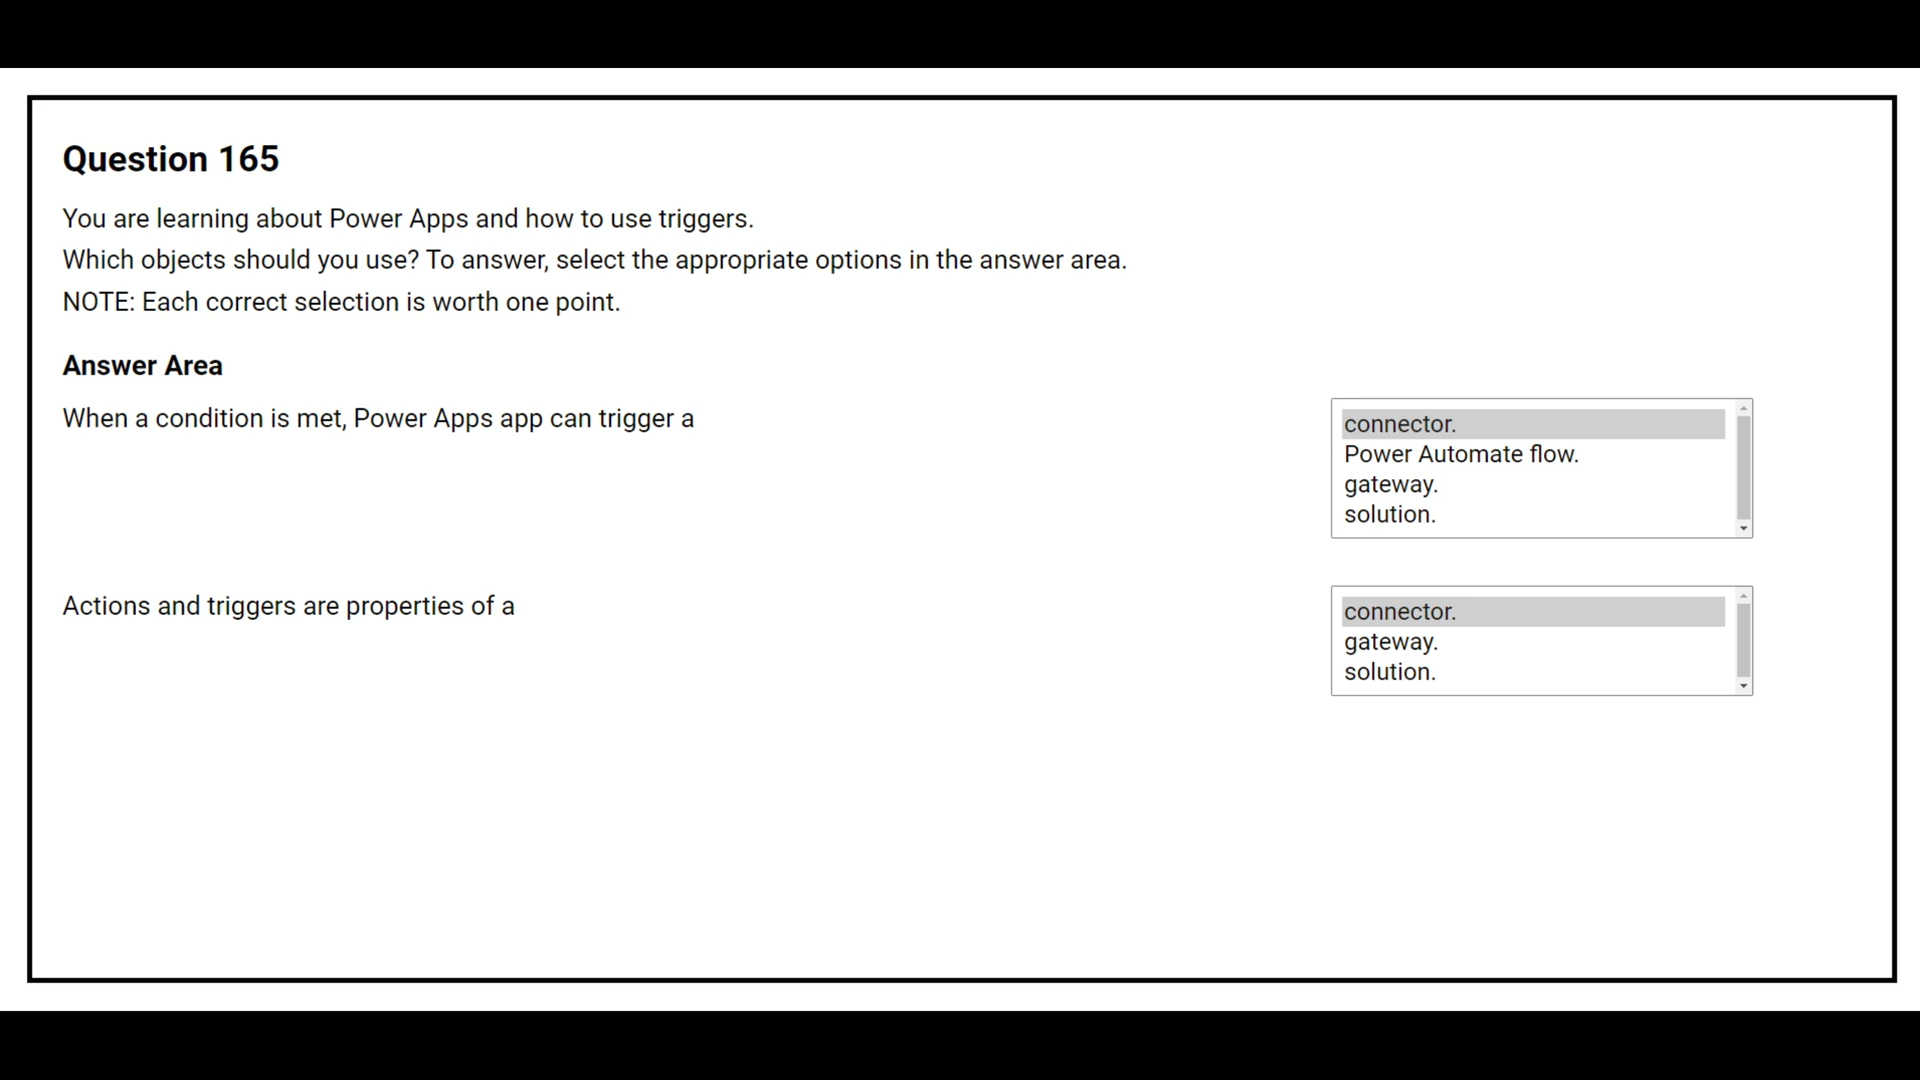 Question 165
You are learning about Power Apps and how to use triggers.
Which objects should you use? To answer, select the appropriate options in the answer area.
NOTE: Each correct selection is worth one point.
Answer Area
When a condition is met, Power Apps app can trigger a
connector.
Power Automate flow.
gateway.
solution.
Actions and triggers are properties of a
connector.
gateway.
solution.